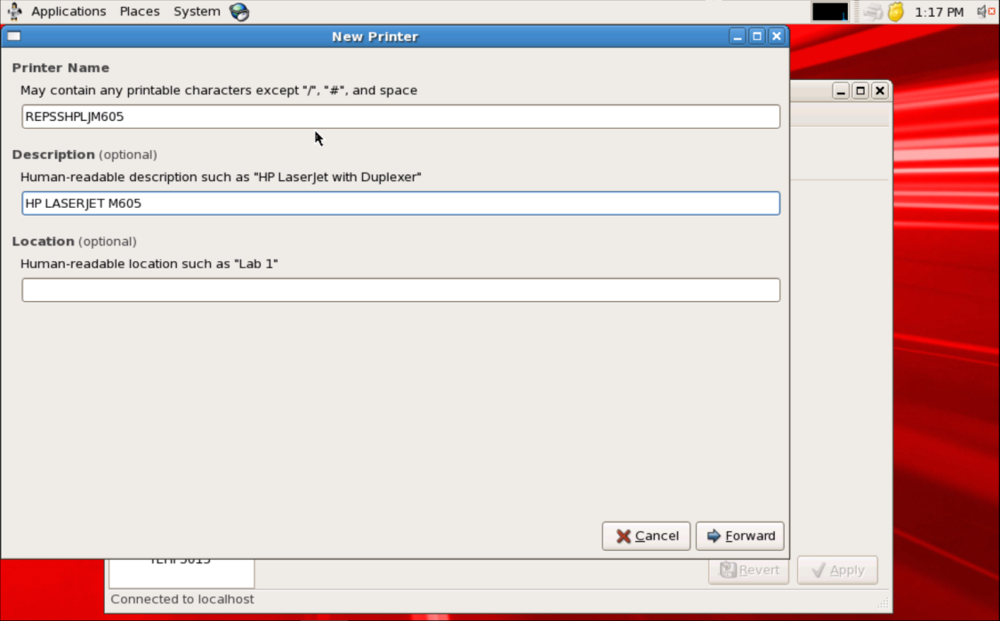 Applications Places System 1:17 PM
New Printer
Printer Name
May contain any printable characters except "/", "#", and space
REPSSHPLJM605
Description (optional)
Human-readable description such as "HP LaserJet with Duplexer"
HP LASERJET M605
Location (optional)
Human-readable location such as "Lab 1"
Cancel Forward
Revert Apply
Connected to localhost